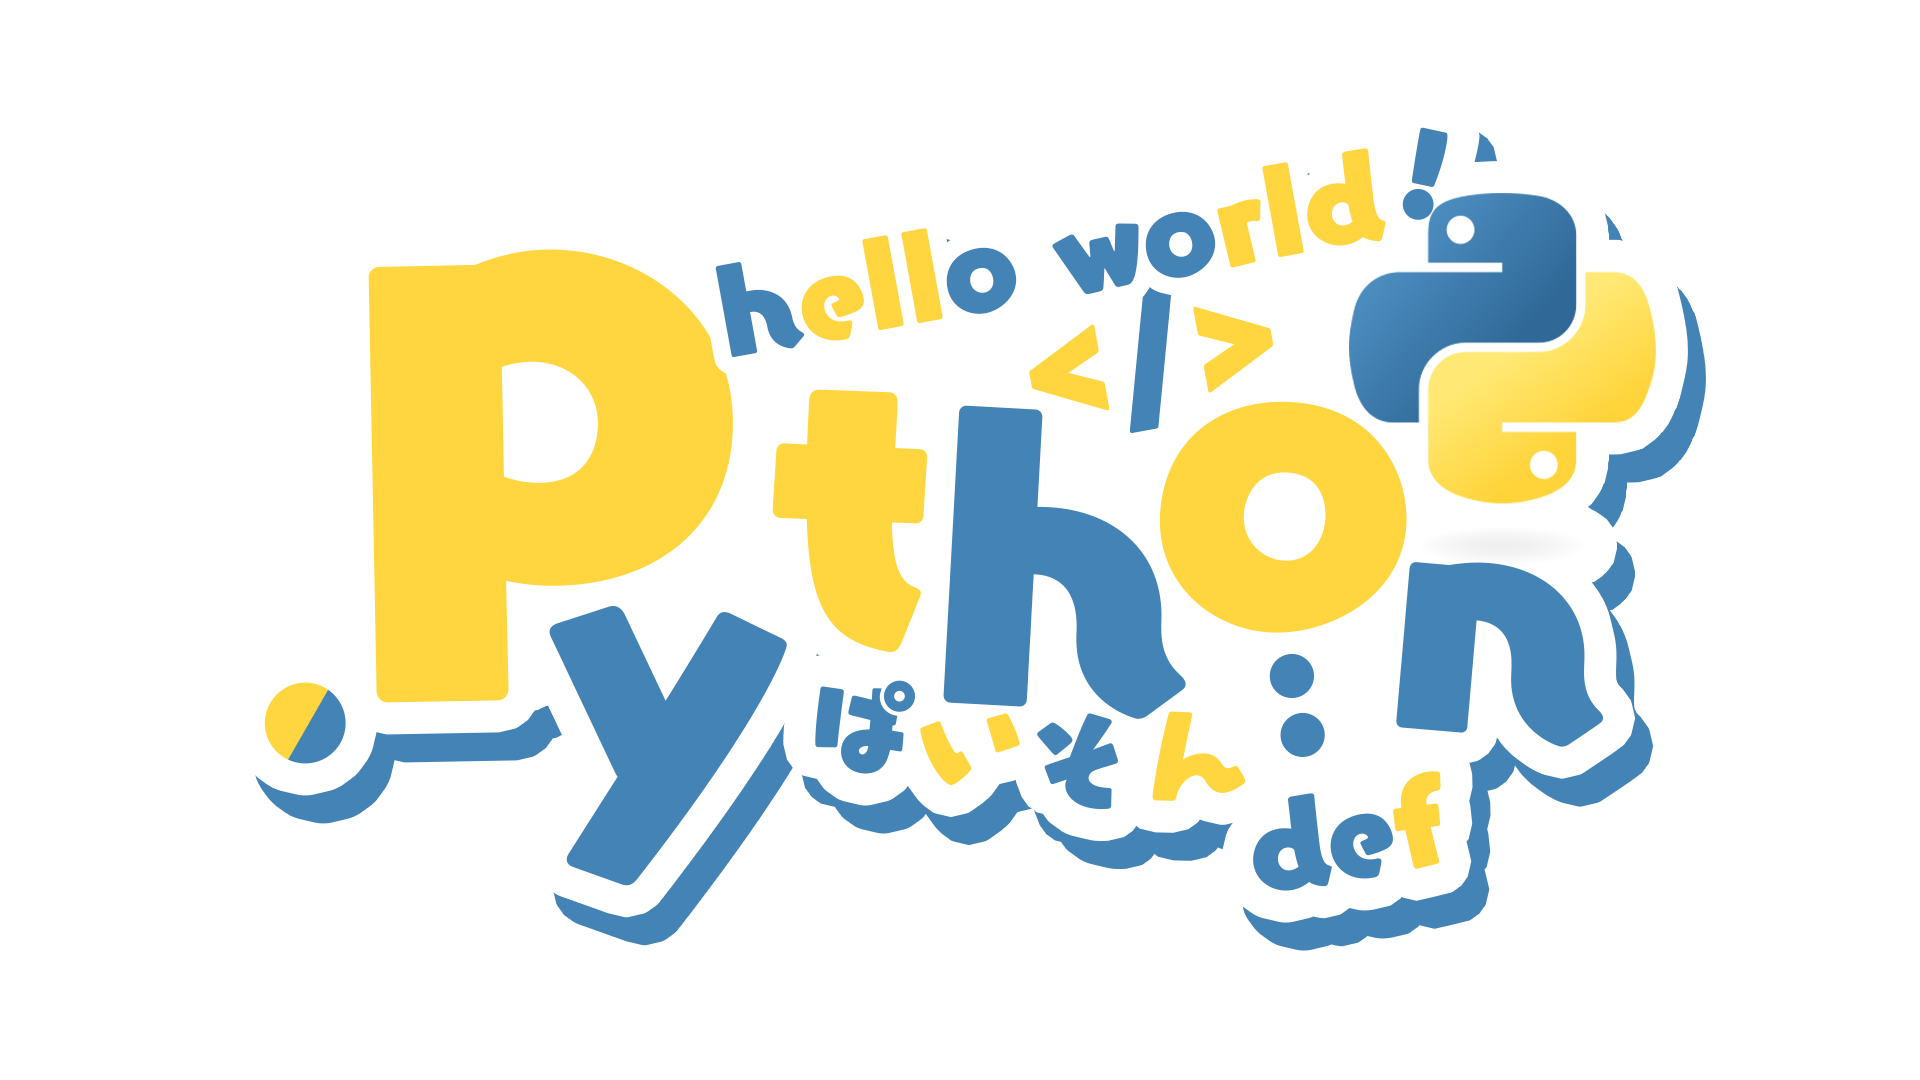 hello world!
</>
Python
ぱいそん
:
def